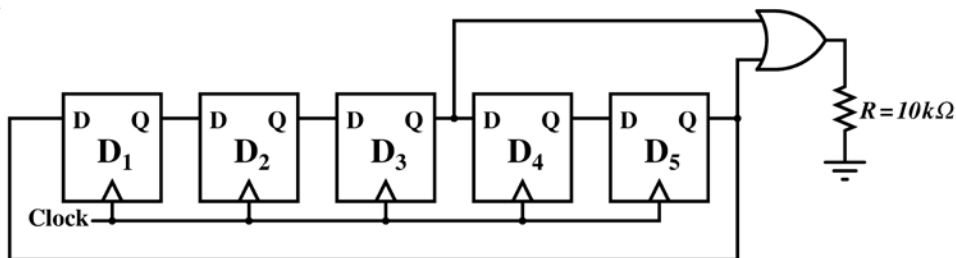 D Q D Q D Q D Q D Q
D₁ D₂ D₃ D₄ D₅
R=10kΩ
Clock